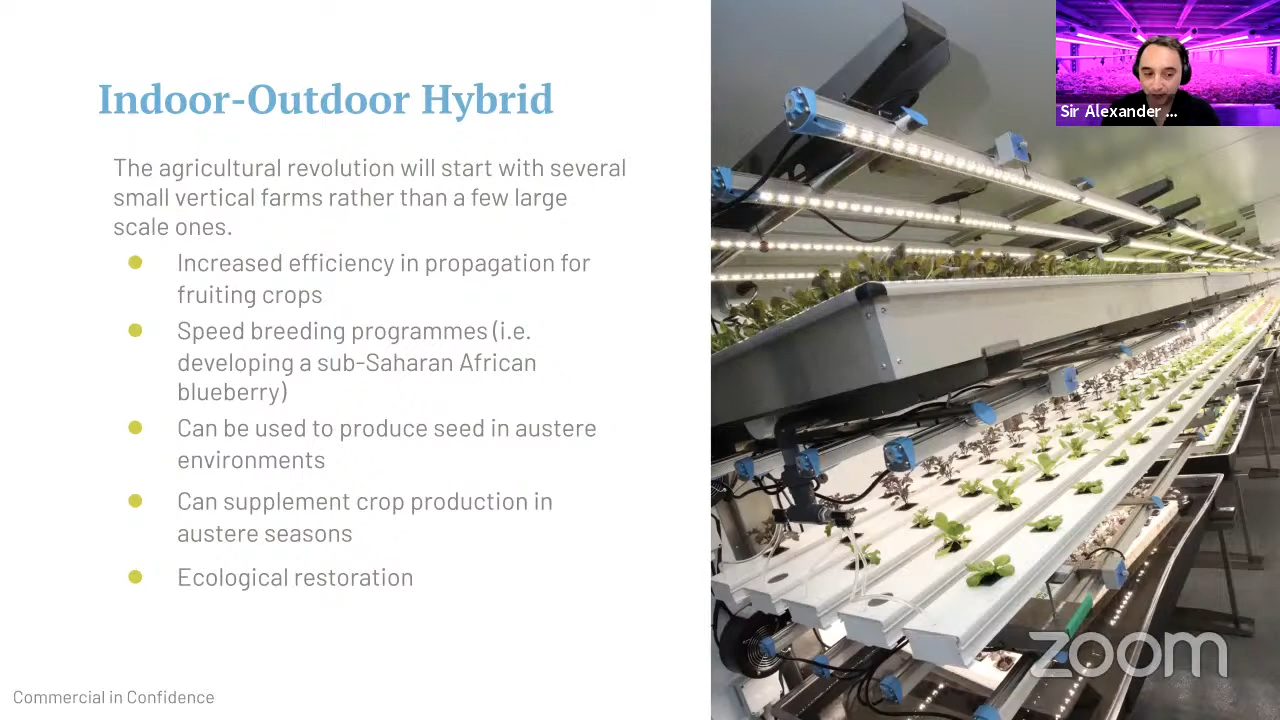 Indoor-Outdoor Hybrid
The agricultural revolution will start with several
small vertical farms rather than a few large
scale ones.
Increased efficiency in propagation for
fruiting crops
Speed breeding programmes (i.e.
developing a sub-Saharan African
blueberry)
Can be used to produce seed in austere
environments
Can supplement crop production in
austere seasons
Ecological restoration
Commercial in Confidence
Sir Alexander ...
zoom